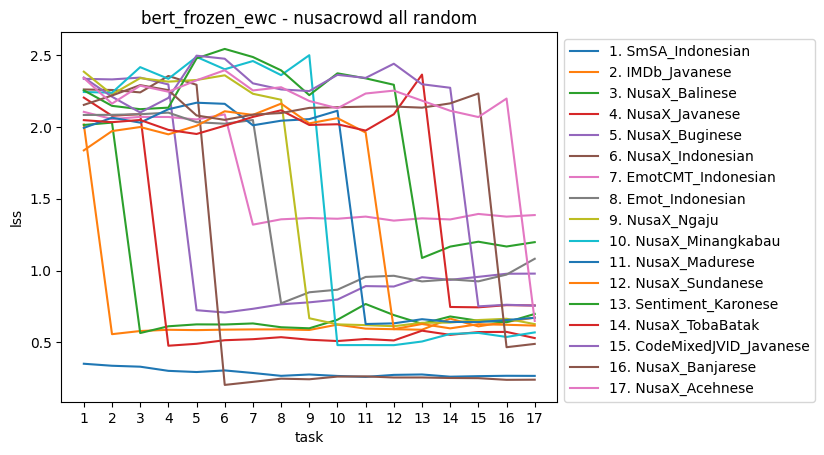 bert_frozen_ewc - nusacrowd all random
lss
2.5
2.0
1.5
1.0
0.5
1 2 3 4 5 6 7 8 9 10 11 12 13 14 15 16 17
task
1. SmSA_Indonesian
2. IMDb_Javanese
3. NusaX_Balinese
4. NusaX_Javanese
5. NusaX_Buginese
6. NusaX_Indonesian
7. EmotCMT_Indonesian
8. Emot_Indonesian
9. NusaX_Ngaju
10. NusaX_Minangkabau
11. NusaX_Madurese
12. NusaX_Sundanese
13. Sentiment_Karonese
14. NusaX_TobaBatak
15. CodeMixedJVID_Javanese
16. NusaX_Banjarese
17. NusaX_Acehnese